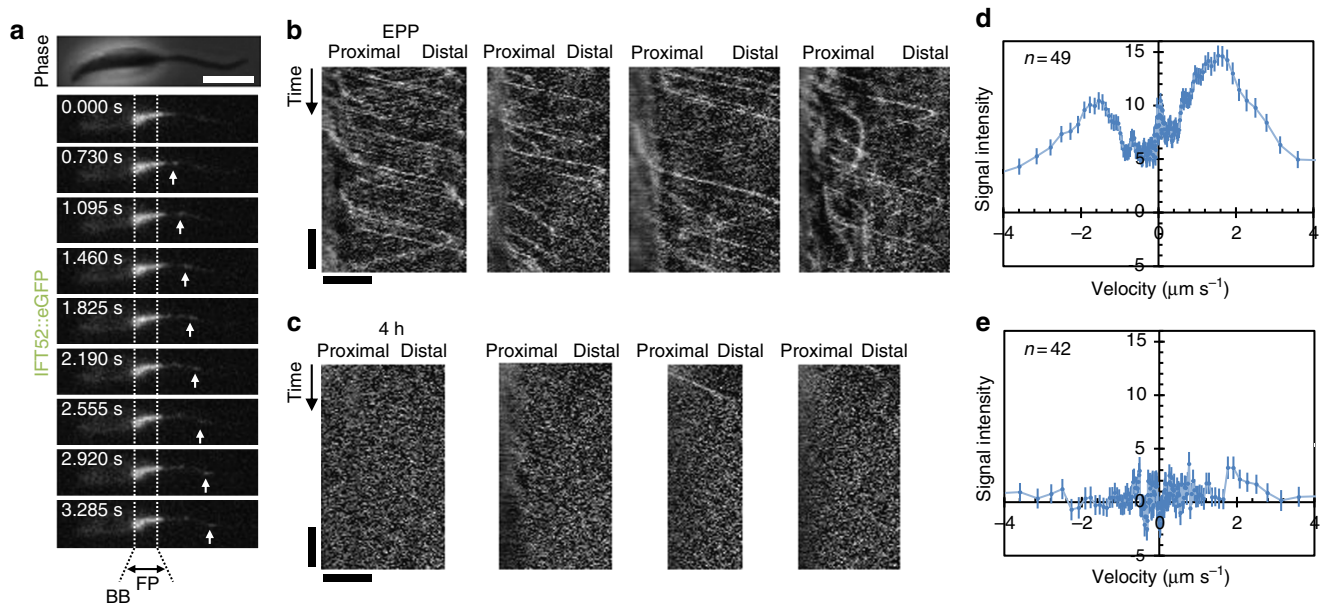 a
Phase
IFT52::eGFP
0.000 s
0.730 s
1.095 s
1.460 s
1.825 s
2.190 s
2.555 s
2.920 s
3.285 s
BB
FP
b
EPP
Proximal Distal Proximal Distal Proximal Distal Proximal Distal
Time
c
4 h
Proximal Distal Proximal Distal Proximal Distal Proximal Distal
Time
d
n = 49
Signal intensity
15
10
5
0
−5
−4 −2 0 2 4
Velocity (μm s⁻¹)
e
n = 42
Signal intensity
15
10
5
0
−5
−4 −2 0 2 4
Velocity (μm s⁻¹)